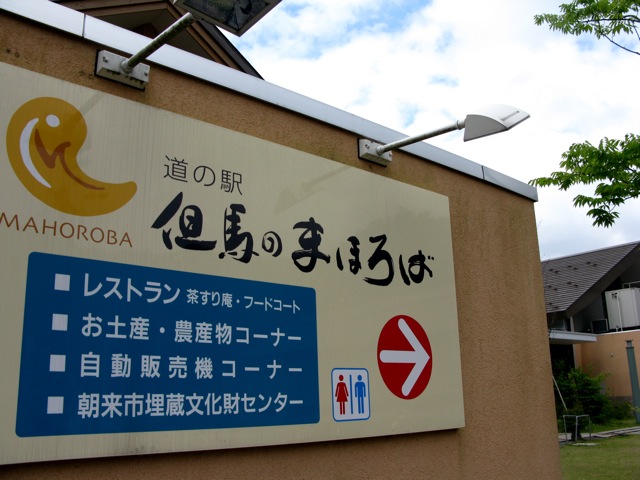 道の駅
但馬のまほろば
MAHOROBA
■ レストラン 茶すり庵・フードコート
■ お土産・農産物コーナー
■ 自動販売機コーナー
■ 朝来市埋蔵文化財センター